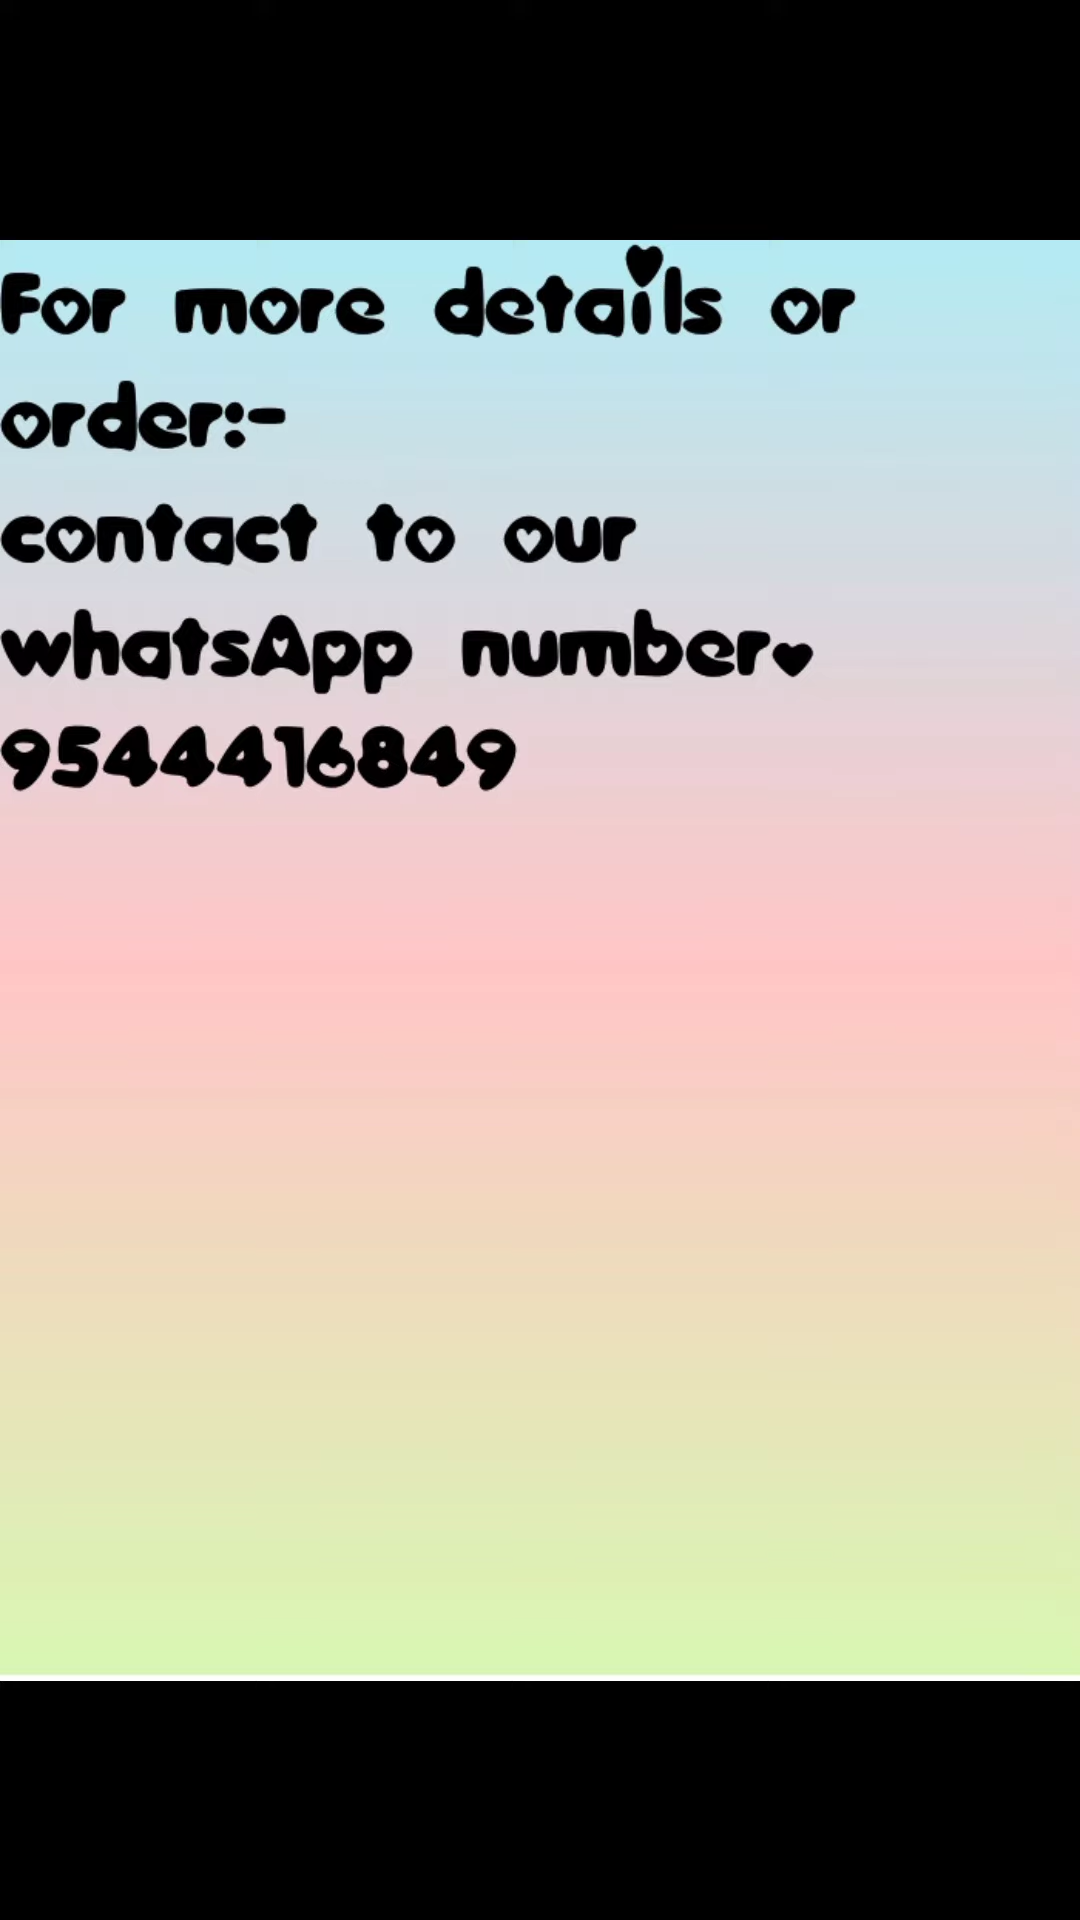 For more details or
order:-
contact to our
whatsApp number♥
9544416849